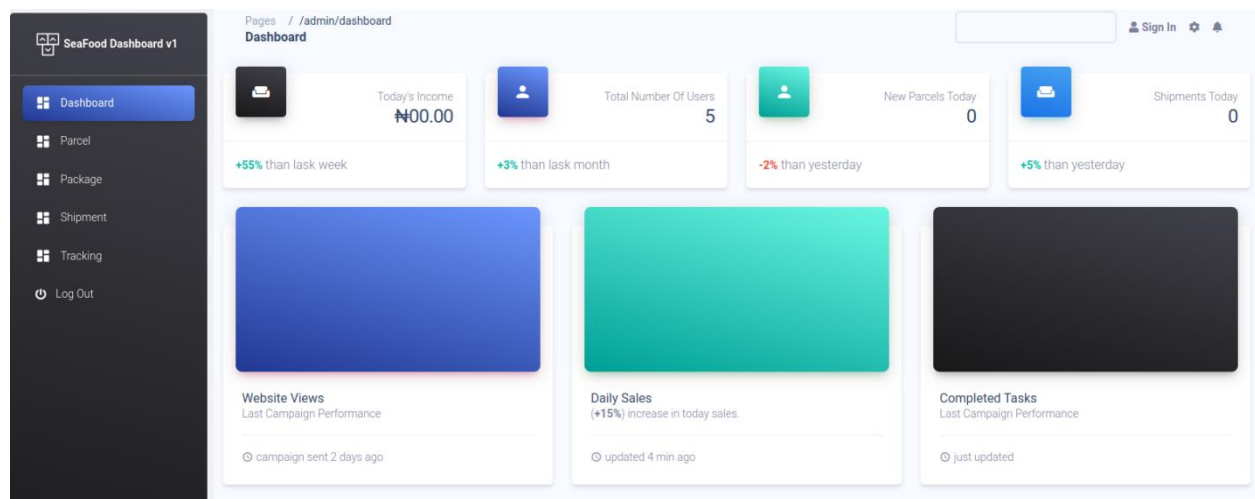 SeaFood Dashboard v1
Dashboard
Parcel
Package
Shipment
Tracking
Log Out
Pages / /admin/dashboard
Dashboard
Sign In
Today's Income
₦00.00
+55% than lask week
Total Number Of Users
5
+3% than lask month
New Parcels Today
0
-2% than yesterday
Shipments Today
0
+5% than yesterday
Website Views
Last Campaign Performance
campaign sent 2 days ago
Daily Sales
(+15%) increase in today sales.
updated 4 min ago
Completed Tasks
Last Campaign Performance
just updated